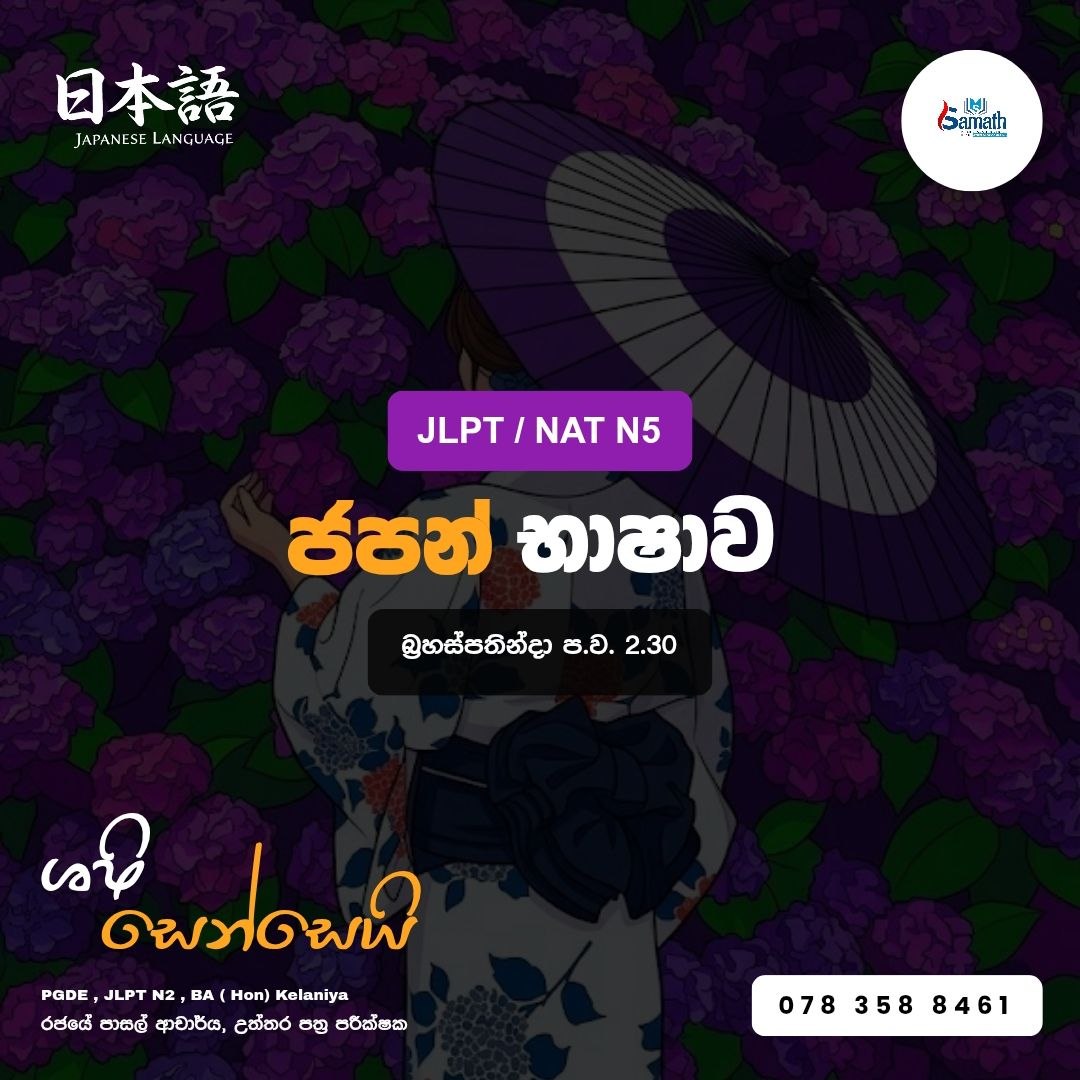 日本語
JAPANESE LANGUAGE
Samath
JLPT / NAT N5
ජපන් භාෂාව
බ්‍රහස්පතින්දා ප.ව. 2.30
ශෂි
සෙන්සෙයි
PGDE , JLPT N2 , BA ( Hon) Kelaniya
රජයේ පාසල් ආචාර්ය, උත්තර පත්‍ර පරීක්ෂක
078 358 8461